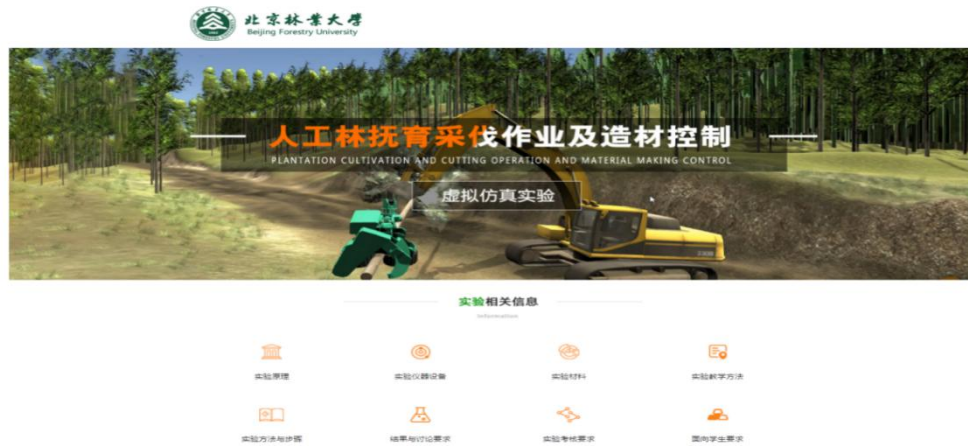 北京林业大学
Beijing Forestry University
人工林抚育采伐作业及造材控制
PLANTATION CULTIVATION AND CUTTING OPERATION AND MATERIAL MAKING CONTROL
虚拟仿真实验
实验相关信息
Information
实验原理
实验仪器设备
实验材料
实验教学方法
实验方法与步骤
结果与讨论要求
实验考核要求
面向学生要求